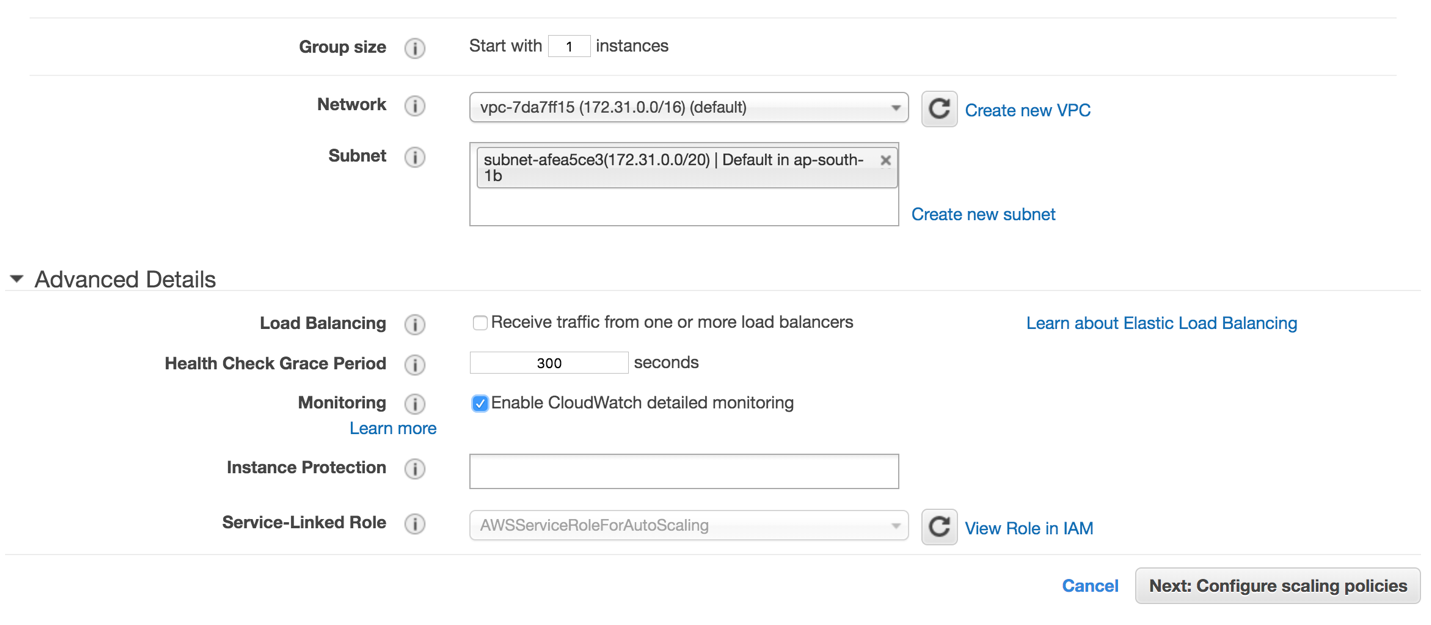 Group size Start with 1 instances
Network vpc-7da7ff15 (172.31.0.0/16) (default) Create new VPC
Subnet subnet-afea5ce3(172.31.0.0/20) | Default in ap-south-
1b
Create new subnet
Advanced Details
Load Balancing Receive traffic from one or more load balancers Learn about Elastic Load Balancing
Health Check Grace Period 300 seconds
Monitoring Enable CloudWatch detailed monitoring
Learn more
Instance Protection
Service-Linked Role AWSServiceRoleForAutoScaling View Role in IAM
Cancel Next: Configure scaling policies